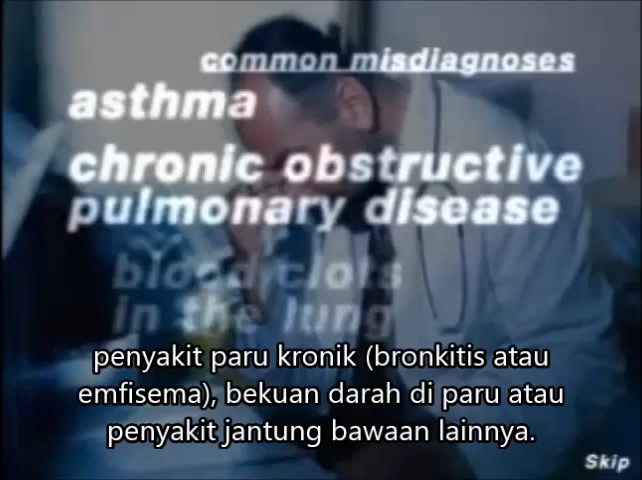 common misdiagnoses
asthma
chronic obstructive
pulmonary disease
blood clots
in the lung
penyakit paru kronik (bronkitis atau
emfisema), bekuan darah di paru atau
penyakit jantung bawaan lainnya.
Skip